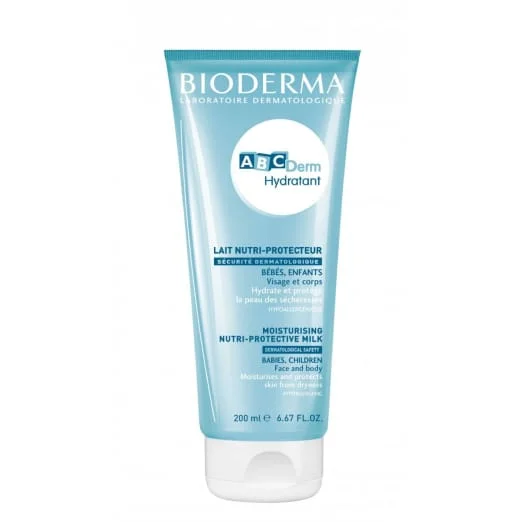 BIODERMA
LABORATOIRE DERMATOLOGIQUE
ABCDerm
Hydratant
LAIT NUTRI-PROTECTEUR
SÉCURITÉ DERMATOLOGIQUE
BÉBÉS, ENFANTS
Visage et corps
Hydrate et protège
la peau des sécheresses
HYPOALLERGÉNIQUE
MOISTURISING
NUTRI-PROTECTIVE MILK
DERMATOLOGICAL SAFETY
BABIES, CHILDREN
Face and body
Moisturises and protects
skin from dryness
HYPOALLERGENIC
200 ml ℮ 6.67 FL.OZ.